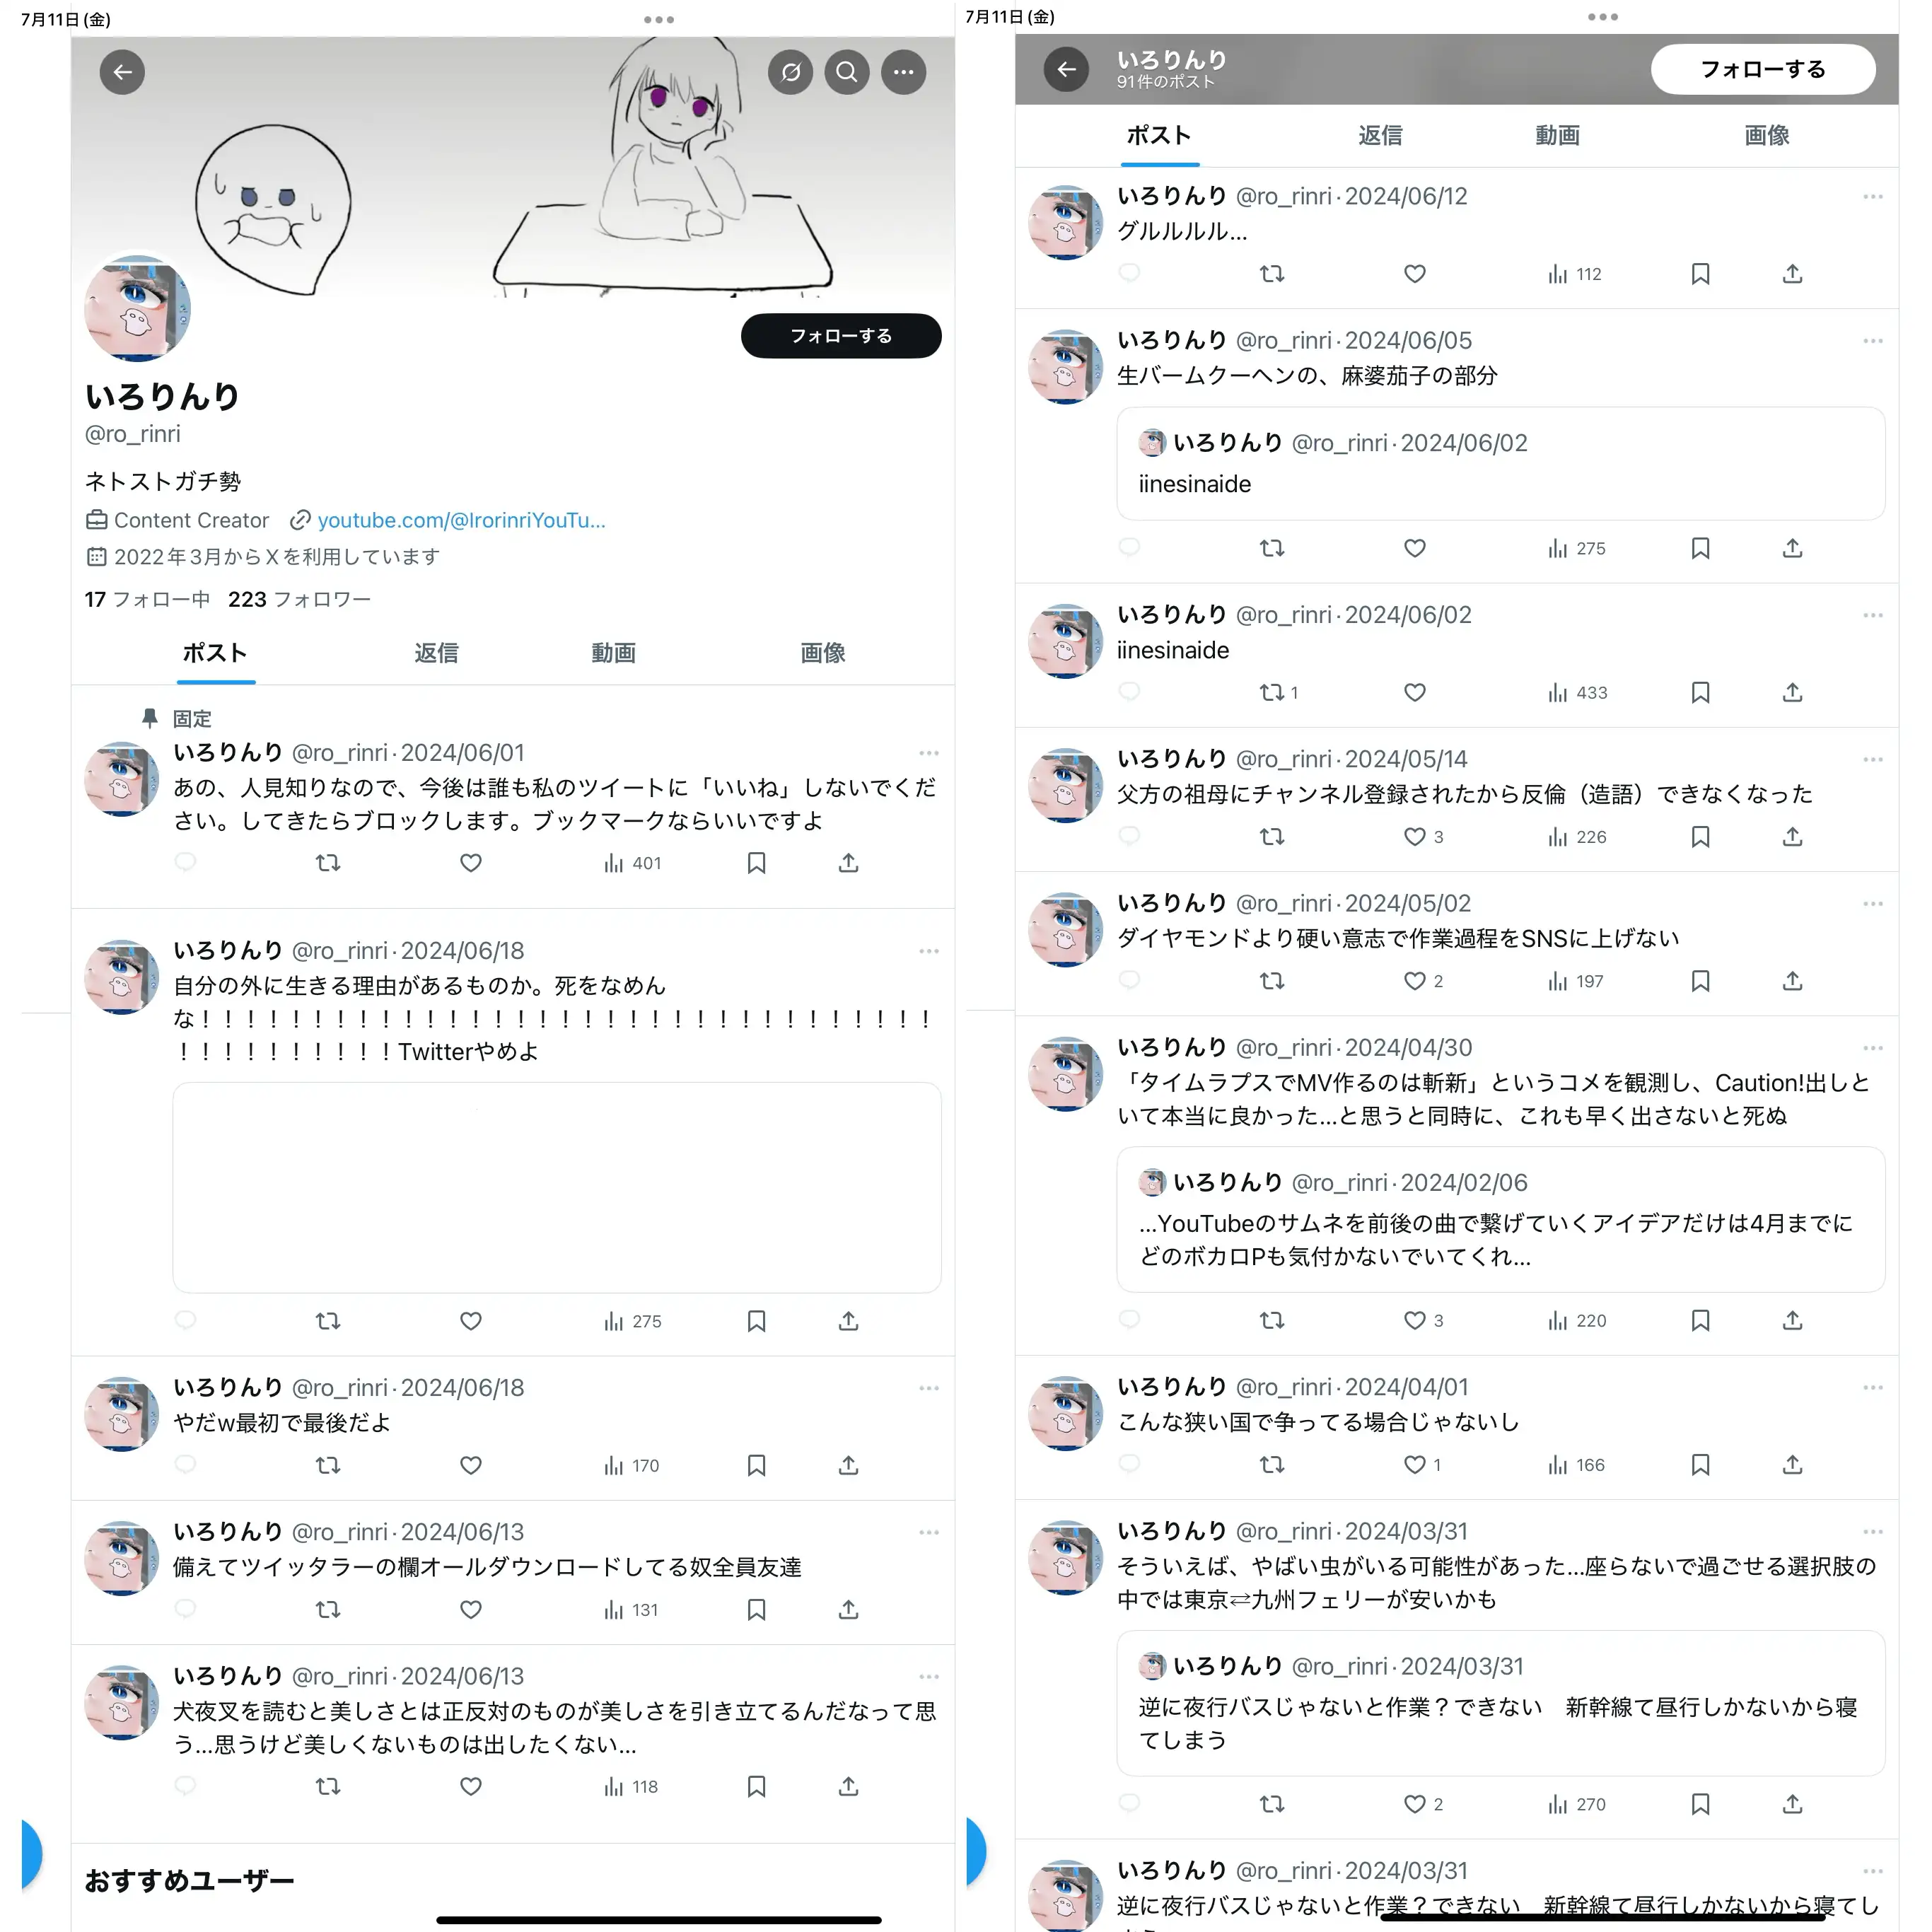 7月11日(金)
いろりんり
@ro_rinri
フォローする
ネトストガチ勢
Content Creator youtube.com/@IrorinriYouTu...
2022年3月からXを利用しています
17 フォロー中 223 フォロワー
ポスト 返信 動画 画像
固定
いろりんり @ro_rinri·2024/06/01
あの、人見知りなので、今後は誰も私のツイートに「いいね」しないでくだ
さい。してきたらブロックします。ブックマークならいいですよ
401
いろりんり @ro_rinri·2024/06/18
自分の外に生きる理由があるものか。死をなめん
な！！！！！！！！！！！！！！！！！！！！！！！！！！！！！！！！！
！！！！！！！！！！Twitterやめよ
275
いろりんり @ro_rinri·2024/06/18
やだw最初で最後だよ
170
いろりんり @ro_rinri·2024/06/13
備えてツイッタラーの欄オールダウンロードしてる奴全員友達
131
いろりんり @ro_rinri·2024/06/13
犬夜叉を読むと美しさとは正反対のものが美しさを引き立てるんだなって思
う...思うけど美しくないものは出したくない...
118
おすすめユーザー
7月11日(金)
いろりんり
91件のポスト
フォローする
ポスト 返信 動画 画像
いろりんり @ro_rinri·2024/06/12
グルルルル...
112
いろりんり @ro_rinri·2024/06/05
生バームクーヘンの、麻婆茄子の部分
いろりんり @ro_rinri·2024/06/02
iinesinaide
275
いろりんり @ro_rinri·2024/06/02
iinesinaide
1 433
いろりんり @ro_rinri·2024/05/14
父方の祖母にチャンネル登録されたから反倫（造語）できなくなった
3 226
いろりんり @ro_rinri·2024/05/02
ダイヤモンドより硬い意志で作業過程をSNSに上げない
2 197
いろりんり @ro_rinri·2024/04/30
「タイムラプスでMV作るのは斬新」というコメを観測し、Caution!出しと
いて本当に良かった...と思うと同時に、これも早く出さないと死ぬ
いろりんり @ro_rinri·2024/02/06
...YouTubeのサムネを前後の曲で繋げていくアイデアだけは4月までに
どのボカロPも気付かないでいてくれ...
3 220
いろりんり @ro_rinri·2024/04/01
こんな狭い国で争ってる場合じゃないし
1 166
いろりんり @ro_rinri·2024/03/31
そういえば、やばい虫がいる可能性があった...座らないで過ごせる選択肢の
中では東京⇄九州フェリーが安いかも
いろりんり @ro_rinri·2024/03/31
逆に夜行バスじゃないと作業？できない　新幹線て昼行しかないから寝
てしまう
2 270
いろりんり @ro_rinri·2024/03/31
逆に夜行バスじゃないと作業？できない　新幹線て昼行しかないから寝てし